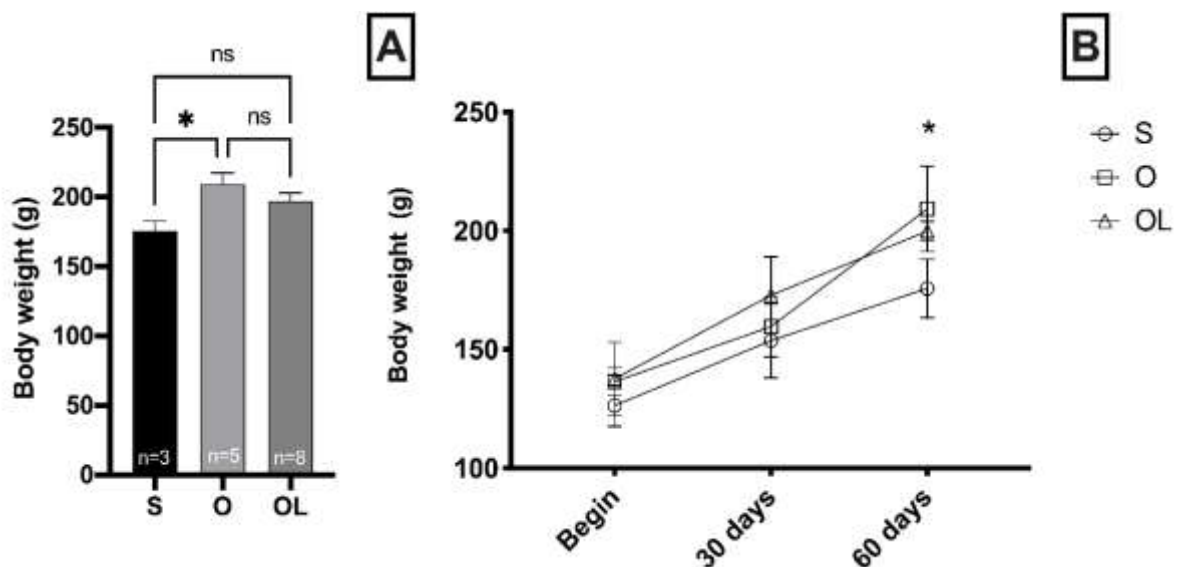 A
ns
*
ns
Body weight (g)
250
200
150
100
50
0
n=3
n=5
n=8
S
O
OL
B
Body weight (g)
250
200
150
100
*
Begin
30 days
60 days
S
O
OL